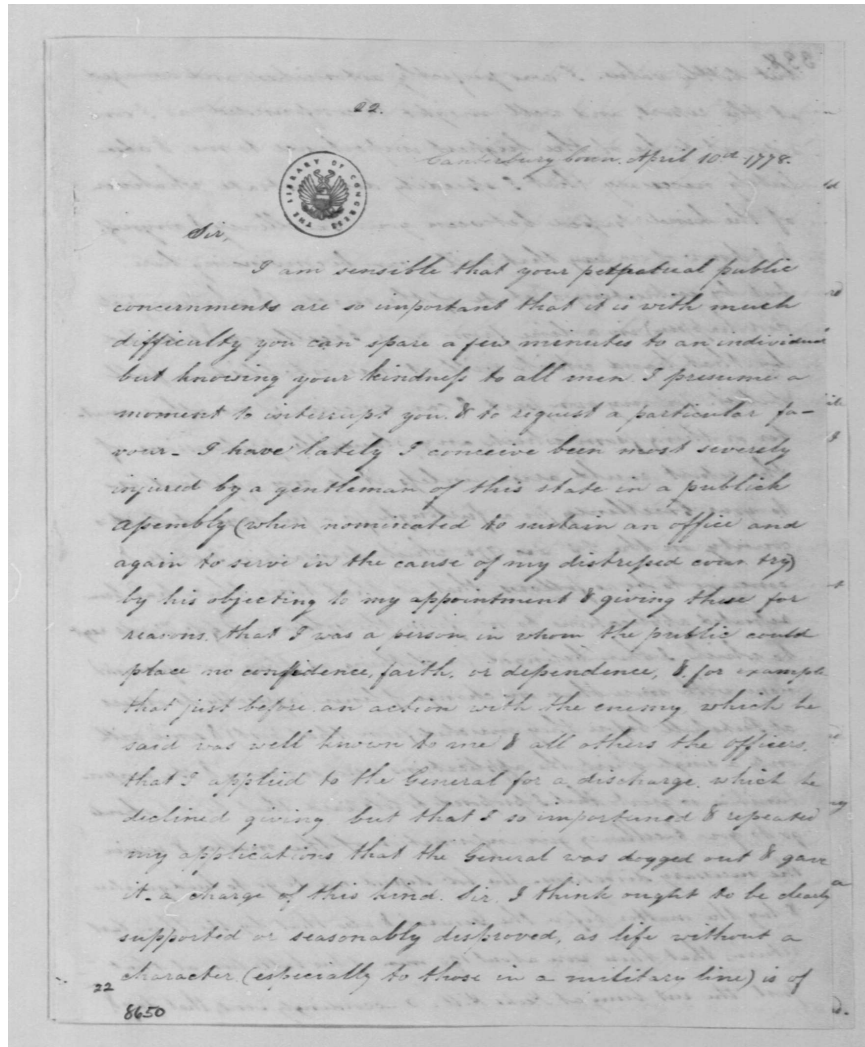 22.
Canterbury Conn. April 10th 1778.
THE LIBRARY OF CONGRESS
Sir,
I am sensible that your perpetual public
concernments are so important that it is with much
difficulty you can spare a few minutes to an individual
but knowing your kindness to all men I presume a
moment to interrupt you. & to request a particular fa-
vour- I have lately I conceive been most severely
injured by a gentleman of this state in a publick
Assembly (when nominated to sustain an office and
again to serve in the cause of my distressed coun try)
by his objecting to my appointment & giving these for
reasons, that I was a person in whom the public could
place no confidence, faith, or dependence, &, for example
that just before an action with the enemy which he
said was well known to me & all others the officers,
that I applied to the General for a discharge, which he
declined giving but that I so importuned & repeated
my applications that the General was dogged out & gave
it- a charge of this kind. Sir, I think ought to be clearly
supported or seasonably disproved, as life without a
character (especially to those in a military line) is of
22
8650